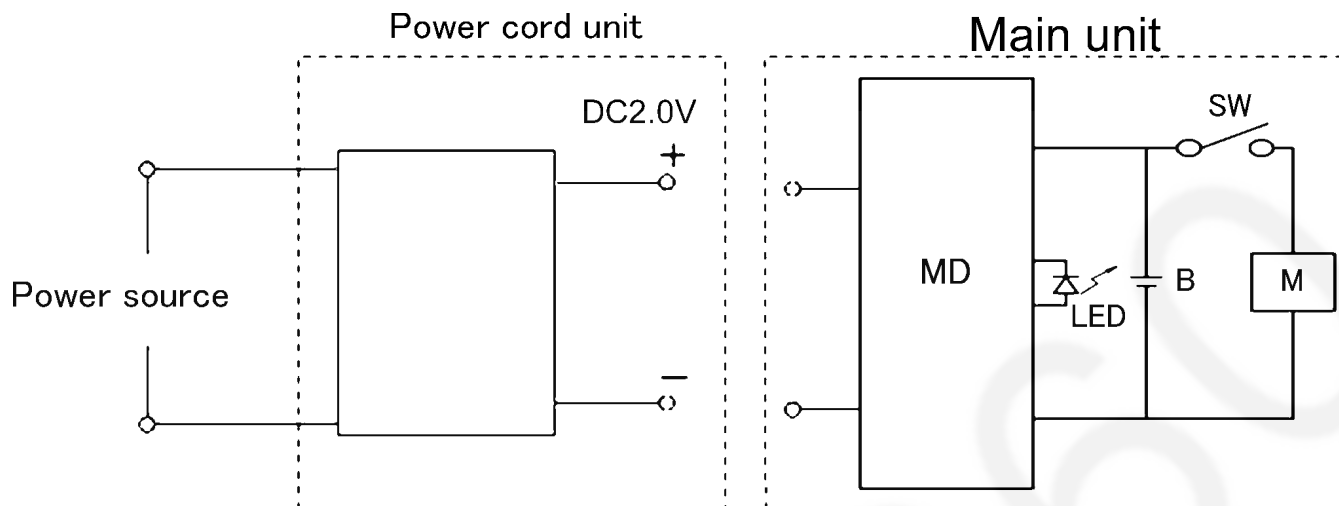 Power cord unit
Main unit
DC2.0V
+
−
Power source
SW
MD
LED
B
M